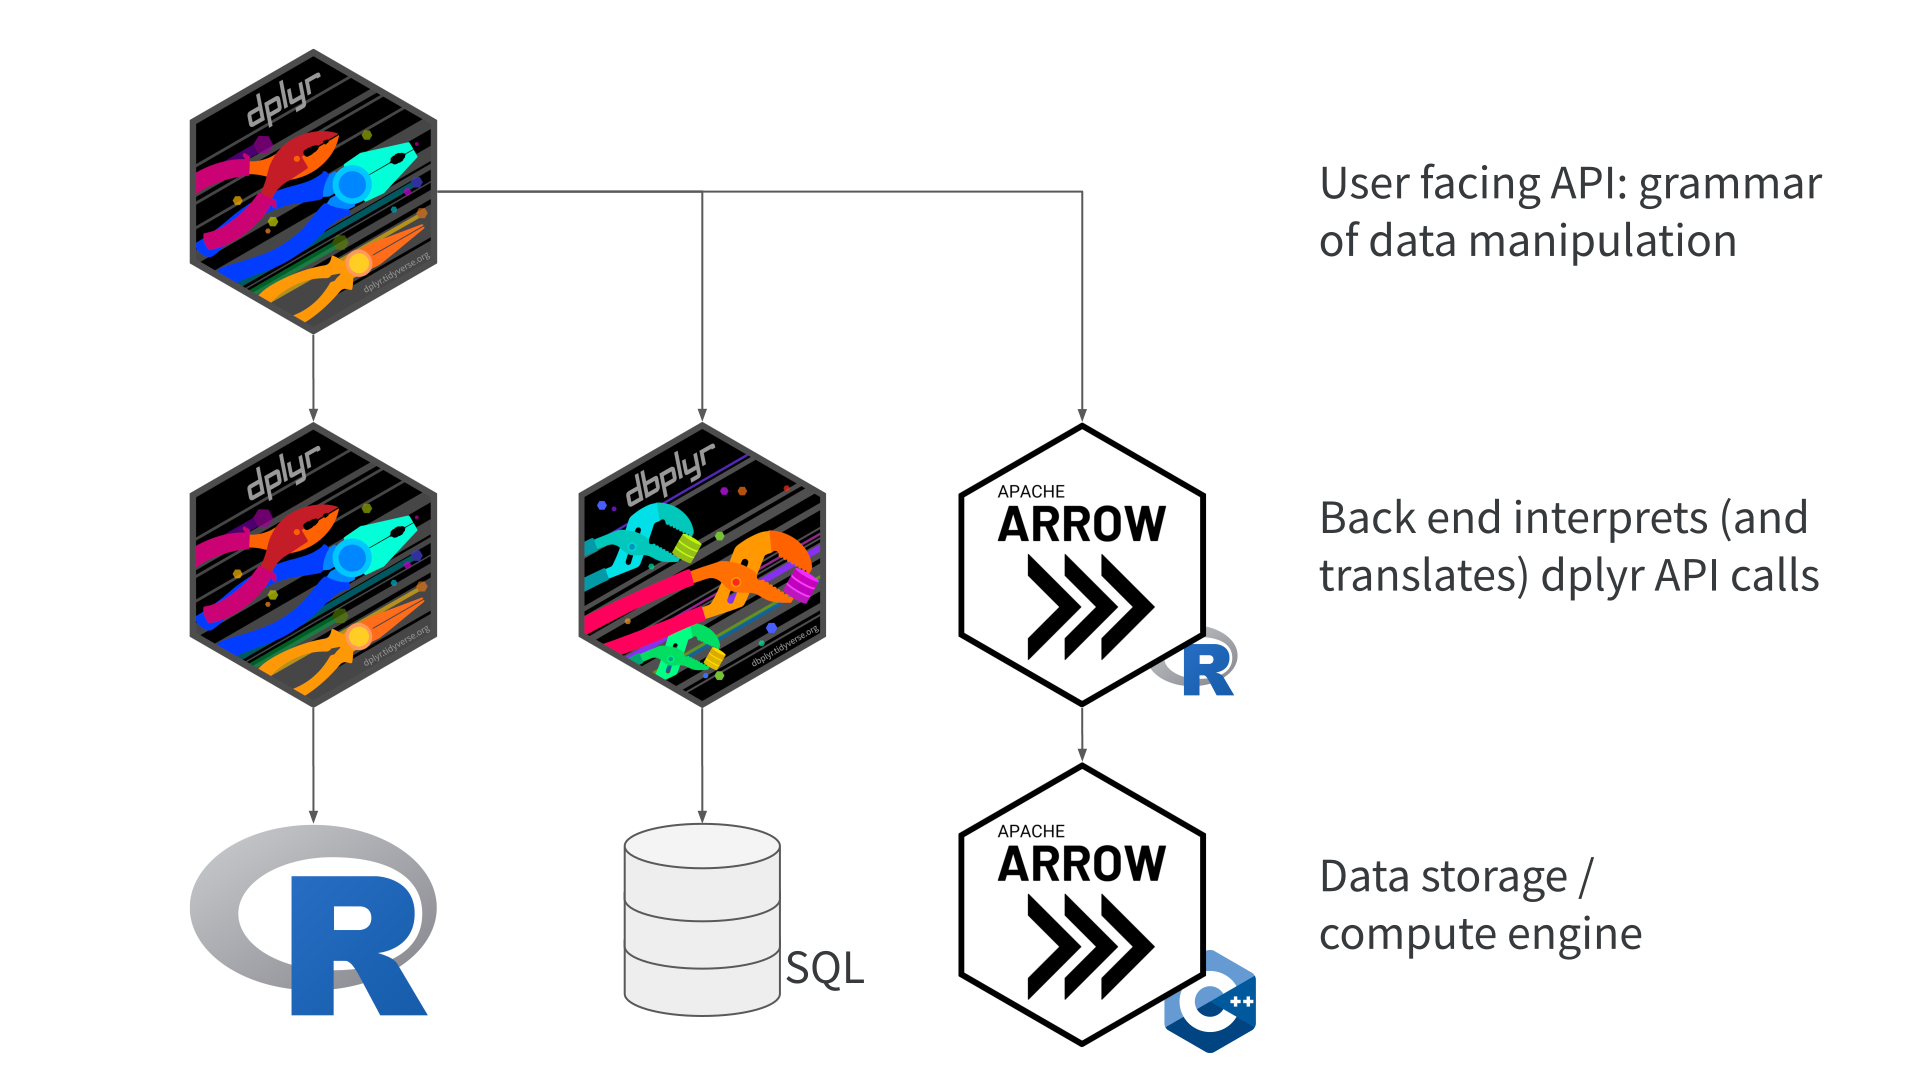 dplyr
dplyr.tidyverse.org
User facing API: grammar
of data manipulation
dplyr
dplyr.tidyverse.org
dbplyr
dbplyr.tidyverse.org
APACHE
ARROW
R
Back end interprets (and
translates) dplyr API calls
R
SQL
APACHE
ARROW
C++
Data storage /
compute engine